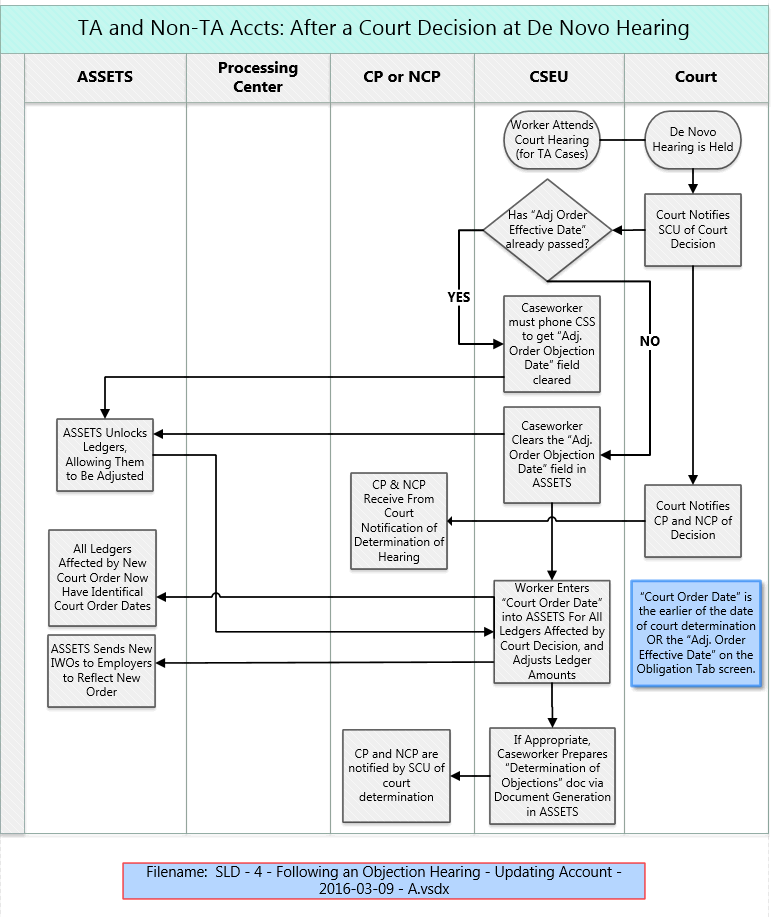 TA and Non-TA Accts: After a Court Decision at De Novo Hearing
ASSETS
Processing
Center
CP or NCP
CSEU
Court
Worker Attends
Court Hearing
(for TA Cases)
De Novo
Hearing is Held
Has “Adj Order
Effective Date”
already passed?
Court Notifies
SCU of Court
Decision
YES
NO
Caseworker
must phone CSS
to get “Adj.
Order Objection
Date” field
cleared
ASSETS Unlocks
Ledgers,
Allowing Them
to Be Adjusted
Caseworker
Clears the “Adj.
Order Objection
Date” field in
ASSETS
CP & NCP
Receive From
Court
Notification of
Determination of
Hearing
Court Notifies
CP and NCP of
Decision
All Ledgers
Affected by New
Court Order Now
Have Identifical
Court Order Dates
Worker Enters
“Court Order Date”
into ASSETS For All
Ledgers Affected by
Court Decision, and
Adjusts Ledger
Amounts
“Court Order Date” is
the earlier of the date
of court determination
OR the “Adj. Order
Effective Date” on the
Obligation Tab screen.
ASSETS Sends New
IWOs to Employers
to Reflect New
Order
CP and NCP are
notified by SCU of
court
determination
If Appropriate,
Caseworker Prepares
“Determination of
Objections” doc via
Document Generation
in ASSETS
Filename:  SLD - 4 - Following an Objection Hearing - Updating Account -
2016-03-09 - A.vsdx